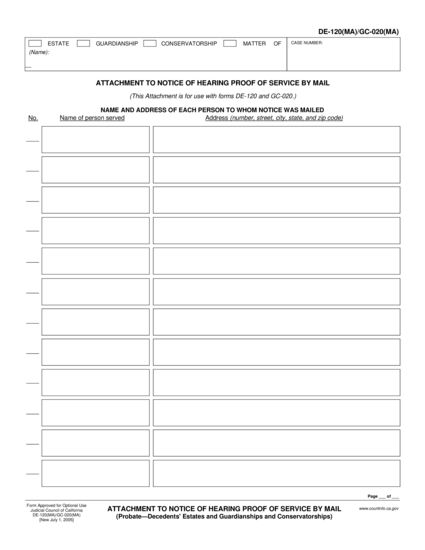 DE-120(MA)/GC-020(MA)
ESTATE GUARDIANSHIP CONSERVATORSHIP MATTER OF
CASE NUMBER:
(Name):
ATTACHMENT TO NOTICE OF HEARING PROOF OF SERVICE BY MAIL
(This Attachment is for use with forms DE-120 and GC-020.)
NAME AND ADDRESS OF EACH PERSON TO WHOM NOTICE WAS MAILED
No. Name of person served Address (number, street, city, state, and zip code)
Page ___ of ___
Form Approved for Optional Use
Judicial Council of California
DE-120(MA)/GC-020(MA)
[New July 1, 2005]
ATTACHMENT TO NOTICE OF HEARING PROOF OF SERVICE BY MAIL
(Probate—Decedents' Estates and Guardianships and Conservatorships)
www.courtinfo.ca.gov